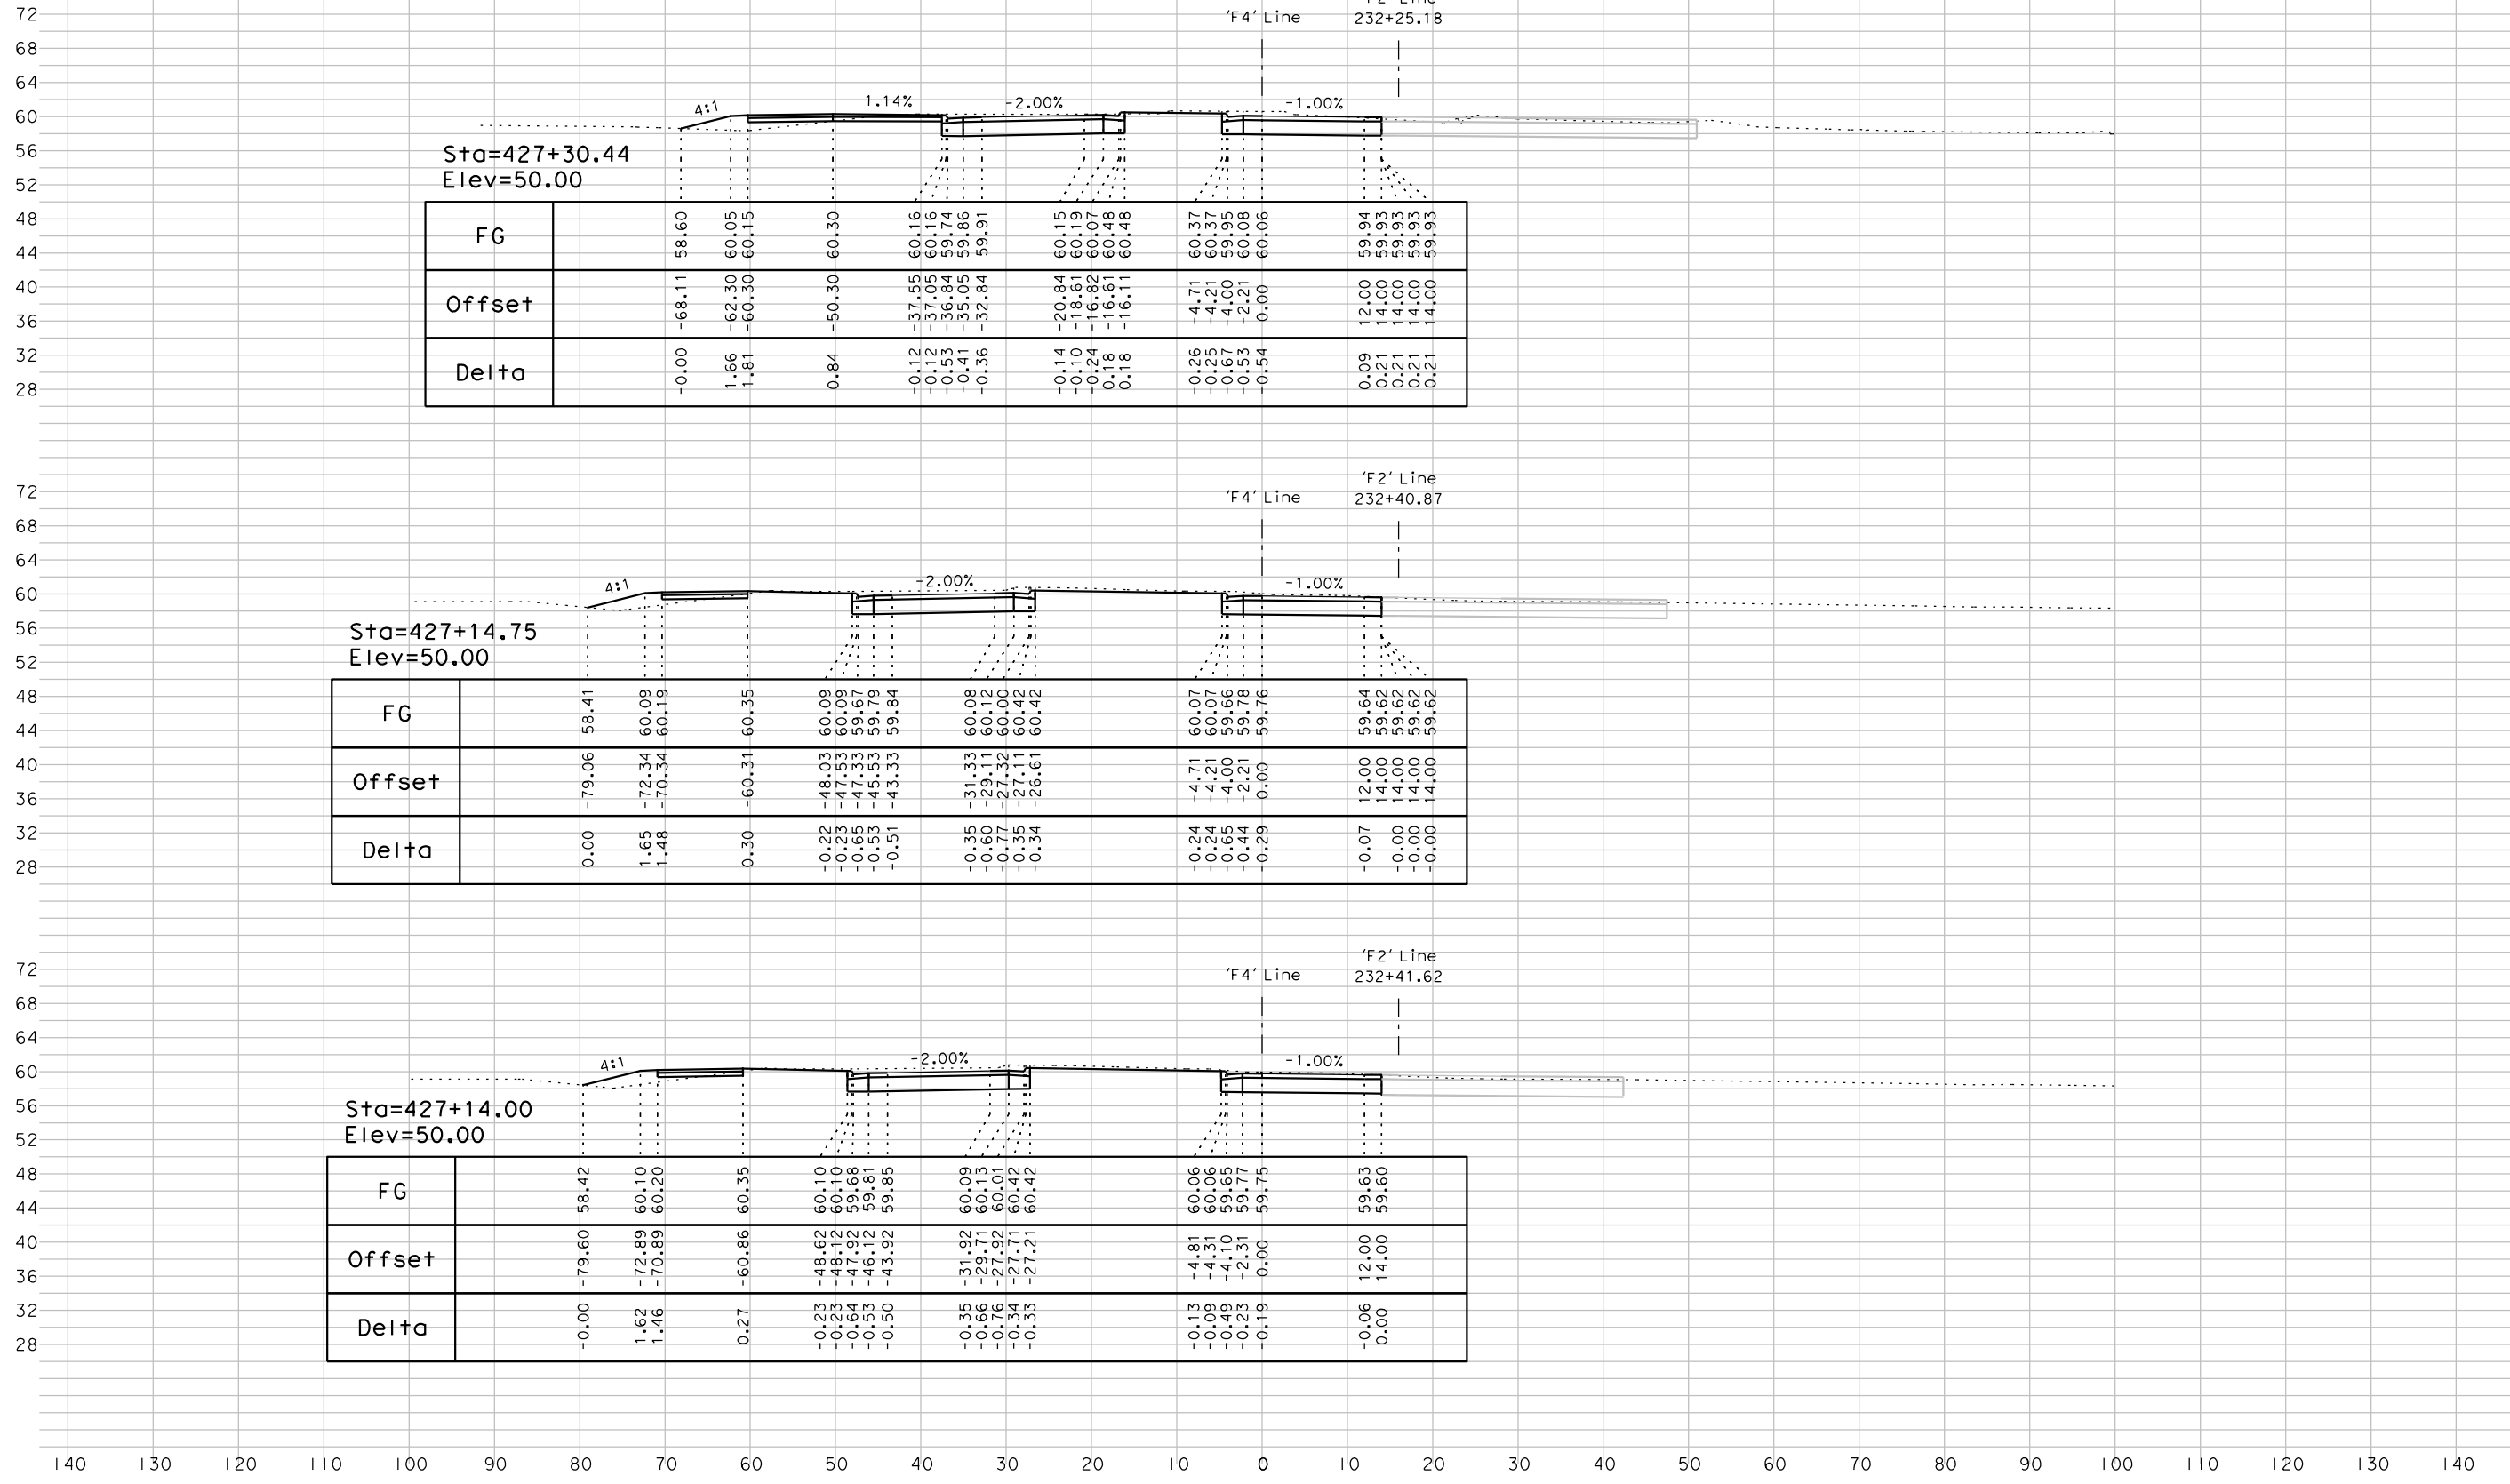 'F2' Line
'F4' Line 232+25.18
72
68
64
60
56
52
48
44
40
36
32
28
4:1 1.14% -2.00% -1.00%
Sta=427+30.44
Elev=50.00
FG 58.60 60.05 60.15 60.30 60.16 60.16 59.74 59.86 59.91 60.15 60.19 60.07 60.48 60.48 60.37 60.37 59.95 60.08 60.06 59.94 59.93 59.93 59.93 59.93
Offset -68.11 -62.30 -60.30 -50.30 -37.55 -37.05 -36.84 -35.05 -32.84 -20.84 -18.61 -16.82 -16.61 -16.11 -4.71 -4.21 -4.00 -2.21 0.00 12.00 14.00 14.00 14.00 14.00
Delta -0.00 1.66 1.81 0.84 -0.12 -0.12 -0.53 -0.41 -0.36 -0.14 -0.10 -0.24 0.18 0.18 -0.26 -0.25 -0.67 -0.53 -0.54 0.09 0.21 0.21 0.21 0.21
'F2' Line
'F4' Line 232+40.87
72
68
64
60
56
52
48
44
40
36
32
28
4:1 -2.00% -1.00%
Sta=427+14.75
Elev=50.00
FG 58.41 60.09 60.19 60.35 60.09 60.09 59.67 59.79 59.84 60.08 60.12 60.00 60.42 60.42 60.07 60.07 59.66 59.78 59.76 59.64 59.62 59.62 59.62 59.62
Offset -79.06 -72.34 -70.34 -60.31 -48.03 -47.53 -47.33 -45.53 -43.33 -31.33 -29.11 -27.32 -27.11 -26.61 -4.71 -4.21 -4.00 -2.21 0.00 12.00 14.00 14.00 14.00 14.00
Delta 0.00 1.65 1.48 0.30 -0.22 -0.23 -0.65 -0.53 -0.51 -0.35 -0.60 -0.77 -0.35 -0.34 -0.24 -0.24 -0.65 -0.44 -0.29 -0.07 -0.00 -0.00 -0.00
'F2' Line
'F4' Line 232+41.62
72
68
64
60
56
52
48
44
40
36
32
28
4:1 -2.00% -1.00%
Sta=427+14.00
Elev=50.00
FG 58.42 60.10 60.20 60.35 60.10 60.10 59.68 59.81 59.85 60.09 60.13 60.01 60.42 60.42 60.06 60.06 59.65 59.77 59.75 59.63 59.60
Offset -79.60 -72.89 -70.89 -60.86 -48.62 -48.12 -47.92 -46.12 -43.92 -31.92 -29.71 -27.92 -27.71 -27.21 -4.81 -4.31 -4.10 -2.31 0.00 12.00 14.00
Delta -0.00 1.62 1.46 0.27 -0.23 -0.23 -0.64 -0.53 -0.50 -0.35 -0.66 -0.76 -0.34 -0.33 -0.13 -0.09 -0.49 -0.23 -0.19 -0.06 0.00
140 130 120 110 100 90 80 70 60 50 40 30 20 10 0 10 20 30 40 50 60 70 80 90 100 110 120 130 140